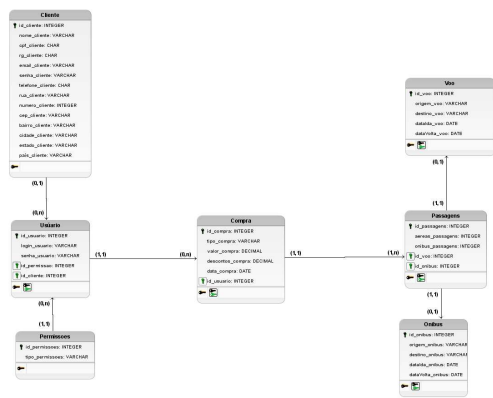 Cliente
id_cliente: INTEGER
nome_cliente: VARCHAR
cpf_cliente: CHAR
rg_cliente: CHAR
email_cliente: VARCHAR
senha_cliente: VARCHAR
telefone_cliente: CHAR
rua_cliente: VARCHAR
numero_cliente: INTEGER
cep_cliente: VARCHAR
bairro_cliente: VARCHAR
cidade_cliente: VARCHAR
estado_cliente: VARCHAR
país_cliente: VARCHAR
(0,1)
(0,n)
Usuário
id_usuario: INTEGER
login_usuario: VARCHAR
senha_usuario: VARCHAR
id_permissao: INTEGER
id_cliente: INTEGER
(1,1)
(0,n)
(0,n)
(1,1)
Permissoes
id_permissoes: INTEGER
tipo_permissoes: VARCHAR
Compra
id_compra: INTEGER
tipo_compra: VARCHAR
valor_compra: DECIMAL
descontos_compra: DECIMAL
data_compra: DATE
id_usuario: INTEGER
(1,1)
(1,n)
Voo
id_voo: INTEGER
origem_voo: VARCHAR
destino_voo: VARCHAR
dataIda_voo: DATE
dataVolta_voo: DATE
(0,1)
(1,1)
Passagens
id_passagens: INTEGER
aereas_passagens: INTEGER
onibus_passagens: INTEGER
id_voo: INTEGER
id_onibus: INTEGER
(1,1)
(0,1)
Onibus
id_onibus: INTEGER
origem_onibus: VARCHAR
destino_onibus: VARCHAR
dataIda_onibus: DATE
dataVolta_onibus: DATE